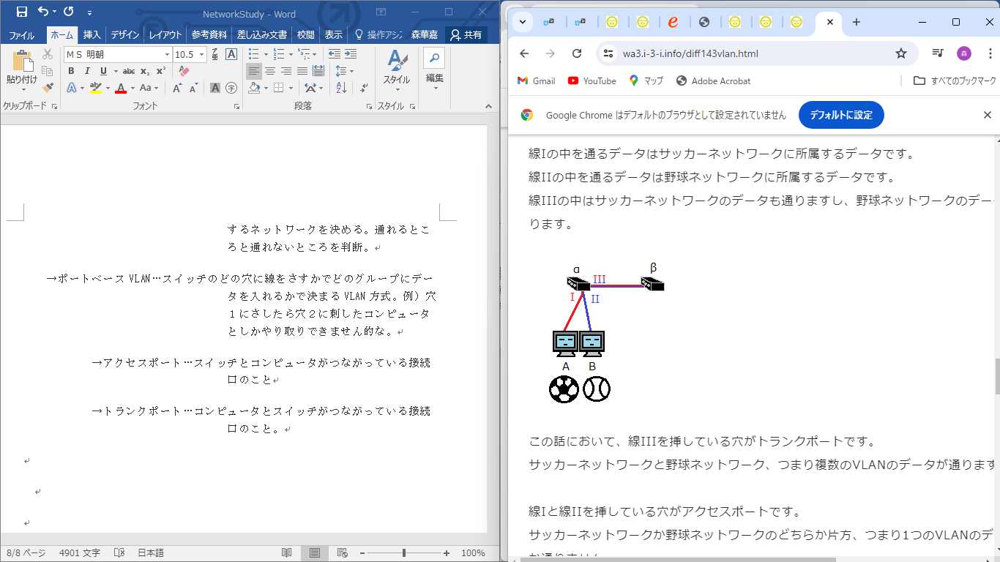 NetworkStudy - Word
ファイル ホーム 挿入 デザイン レイアウト 参考資料 差し込み文書 校閲 表示 操作アシ 森華嘉 共有
ＭＳ 明朝 10.5
貼り付け
スタイル
編集
クリップボード フォント 段落 スタイル
するネットワークを決める。通れるとこ
ろと通れないところを判断。
→ポートベース VLAN…スイッチのどの穴に線をさすかでどのグループにデー
タを入れるかで決まる VLAN 方式。例）穴
１にさしたら穴２に刺したコンピュータ
としかやり取りできません的な。
→アクセスポート…スイッチとコンピュータがつながっている接続
口のこと
→トランクポート…コンピュータとスイッチがつながっている接続
口のこと。
8/8 ページ 4901 文字 日本語 100%
wa3.i-3-i.info/diff143vlan.html
Gmail YouTube マップ Adobe Acrobat すべてのブックマーク
Google Chrome はデフォルトのブラウザとして設定されていません デフォルトに設定
線Iの中を通るデータはサッカーネットワークに所属するデータです。
線IIの中を通るデータは野球ネットワークに所属するデータです。
線IIIの中はサッカーネットワークのデータも通りますし、野球ネットワークのデー
ります。
α β
III
I II
A B
この話において、線IIIを挿している穴がトランクポートです。
サッカーネットワークと野球ネットワーク、つまり複数のVLANのデータが通ります
線Iと線IIを挿している穴がアクセスポートです。
サッカーネットワークか野球ネットワークのどちらか片方、つまり1つのVLANのデ